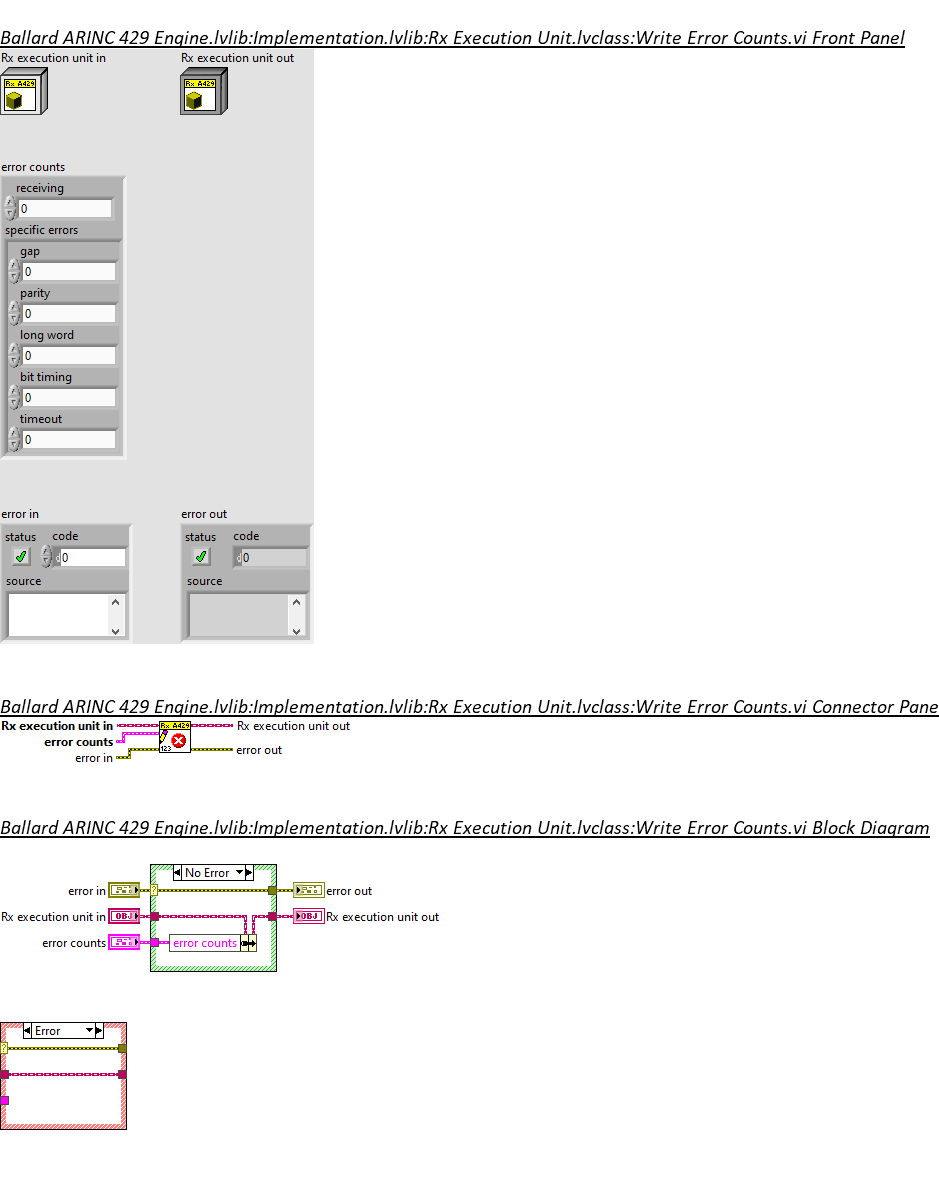 Ballard ARINC 429 Engine.lvlib:Implementation.lvlib:Rx Execution Unit.lvclass:Write Error Counts.vi Front Panel
Rx execution unit in Rx execution unit out
Rx A429 Rx A429
error counts
receiving
0
specific errors
gap
0
parity
0
long word
0
bit timing
0
timeout
0
error in error out
status code status code
d0 d0
source source
Ballard ARINC 429 Engine.lvlib:Implementation.lvlib:Rx Execution Unit.lvclass:Write Error Counts.vi Connector Pane
Rx execution unit in Rx A429 Rx execution unit out
error counts
123 error out
error in
Ballard ARINC 429 Engine.lvlib:Implementation.lvlib:Rx Execution Unit.lvclass:Write Error Counts.vi Block Diagram
No Error
error in ? error out
Rx execution unit in OBJ OBJ Rx execution unit out
error counts error counts
Error
?